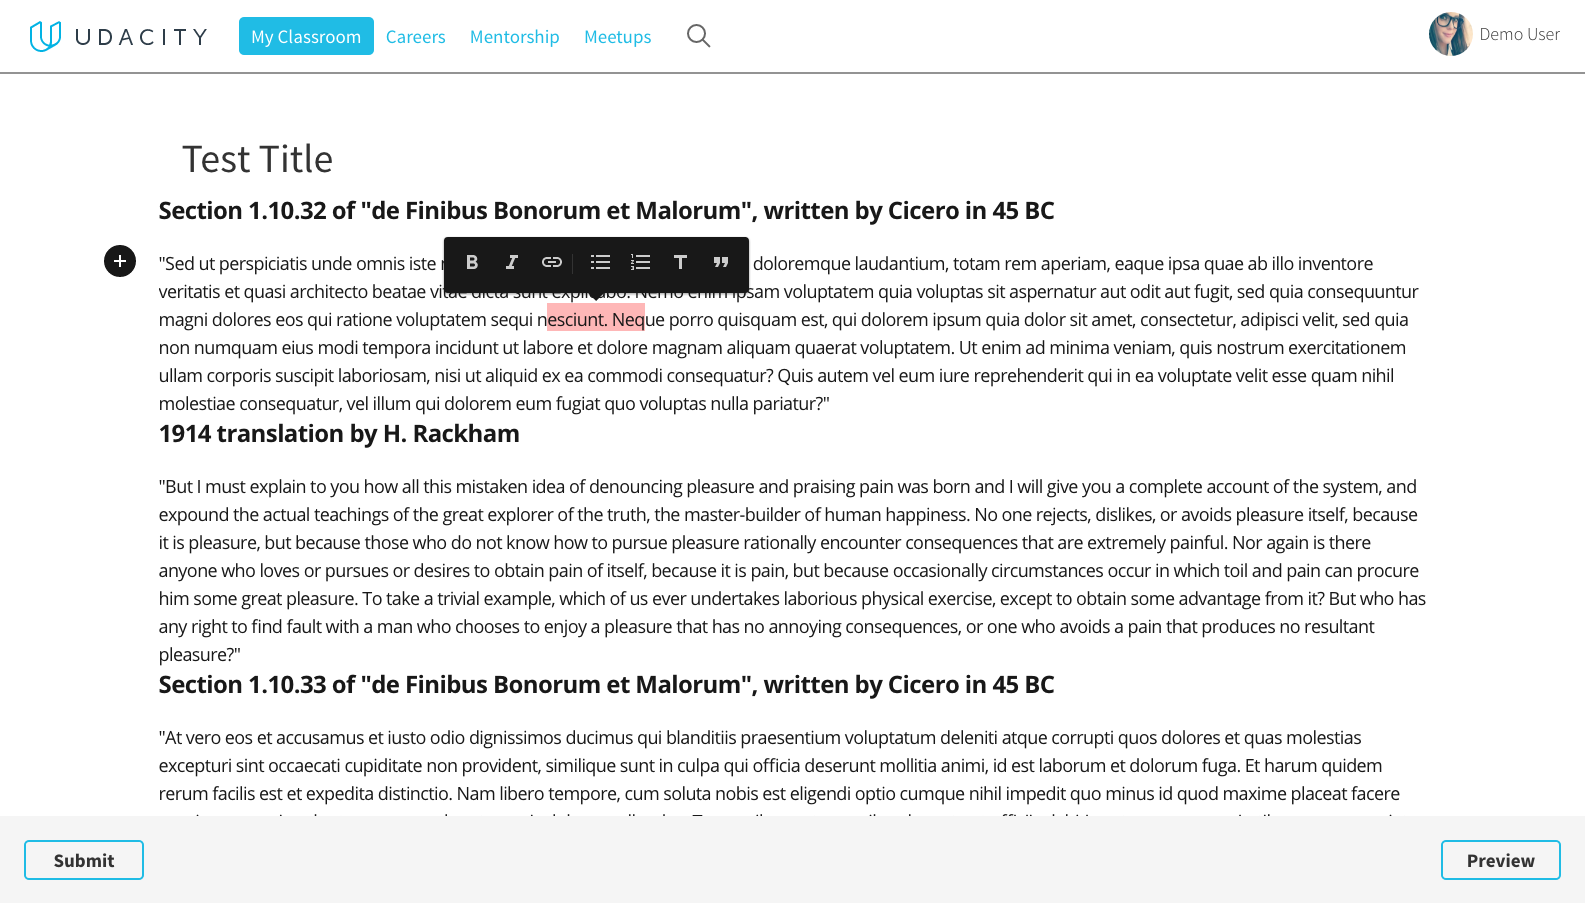 UDACITY My Classroom Careers Mentorship Meetups Demo User
Test Title
Section 1.10.32 of "de Finibus Bonorum et Malorum", written by Cicero in 45 BC
B I T
"Sed ut perspiciatis unde omnis iste doloremque laudantium, totam rem aperiam, eaque ipsa quae ab illo inventore
veritatis et quasi architecto beatae vitae dicta sunt explicabo. Nemo enim ipsam voluptatem quia voluptas sit aspernatur aut odit aut fugit, sed quia consequuntur
magni dolores eos qui ratione voluptatem sequi nesciunt. Neque porro quisquam est, qui dolorem ipsum quia dolor sit amet, consectetur, adipisci velit, sed quia
non numquam eius modi tempora incidunt ut labore et dolore magnam aliquam quaerat voluptatem. Ut enim ad minima veniam, quis nostrum exercitationem
ullam corporis suscipit laboriosam, nisi ut aliquid ex ea commodi consequatur? Quis autem vel eum iure reprehenderit qui in ea voluptate velit esse quam nihil
molestiae consequatur, vel illum qui dolorem eum fugiat quo voluptas nulla pariatur?"
1914 translation by H. Rackham
"But I must explain to you how all this mistaken idea of denouncing pleasure and praising pain was born and I will give you a complete account of the system, and
expound the actual teachings of the great explorer of the truth, the master-builder of human happiness. No one rejects, dislikes, or avoids pleasure itself, because
it is pleasure, but because those who do not know how to pursue pleasure rationally encounter consequences that are extremely painful. Nor again is there
anyone who loves or pursues or desires to obtain pain of itself, because it is pain, but because occasionally circumstances occur in which toil and pain can procure
him some great pleasure. To take a trivial example, which of us ever undertakes laborious physical exercise, except to obtain some advantage from it? But who has
any right to find fault with a man who chooses to enjoy a pleasure that has no annoying consequences, or one who avoids a pain that produces no resultant
pleasure?"
Section 1.10.33 of "de Finibus Bonorum et Malorum", written by Cicero in 45 BC
"At vero eos et accusamus et iusto odio dignissimos ducimus qui blanditiis praesentium voluptatum deleniti atque corrupti quos dolores et quas molestias
excepturi sint occaecati cupiditate non provident, similique sunt in culpa qui officia deserunt mollitia animi, id est laborum et dolorum fuga. Et harum quidem
rerum facilis est et expedita distinctio. Nam libero tempore, cum soluta nobis est eligendi optio cumque nihil impedit quo minus id quod maxime placeat facere
Submit Preview